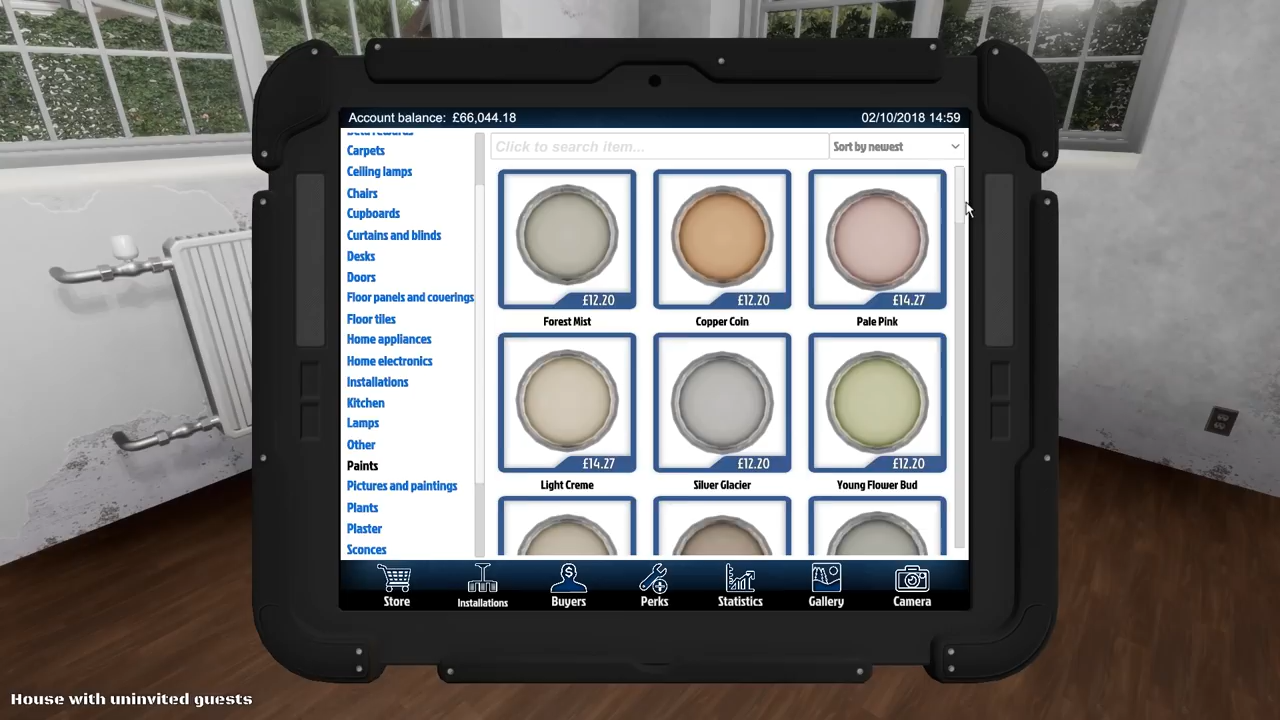 Account balance: £66,044.18
02/10/2018 14:59
Beta rewards
Carpets
Ceiling lamps
Chairs
Cupboards
Curtains and blinds
Desks
Doors
Floor panels and coverings
Floor tiles
Home appliances
Home electronics
Installations
Kitchen
Lamps
Other
Paints
Pictures and paintings
Plants
Plaster
Sconces
Click to search item...
Sort by newest
£12.20
£12.20
£14.27
Forest Mist
Copper Coin
Pale Pink
£14.27
£12.20
£12.20
Light Creme
Silver Glacier
Young Flower Bud
Store
Installations
Buyers
Perks
Statistics
Gallery
Camera
House with uninvited guests